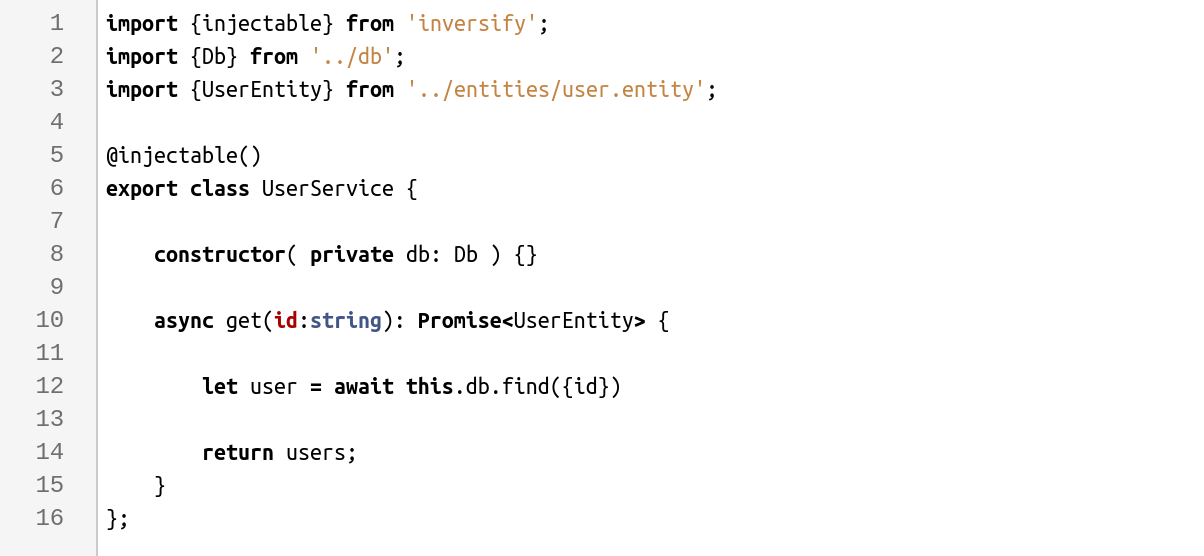 1 import {injectable} from 'inversify';
2 import {Db} from '../db';
3 import {UserEntity} from '../entities/user.entity';
4
5 @injectable()
6 export class UserService {
7
8     constructor( private db: Db ) {}
9
10     async get(id:string): Promise<UserEntity> {
11
12         let user = await this.db.find({id})
13
14         return users;
15     }
16 };